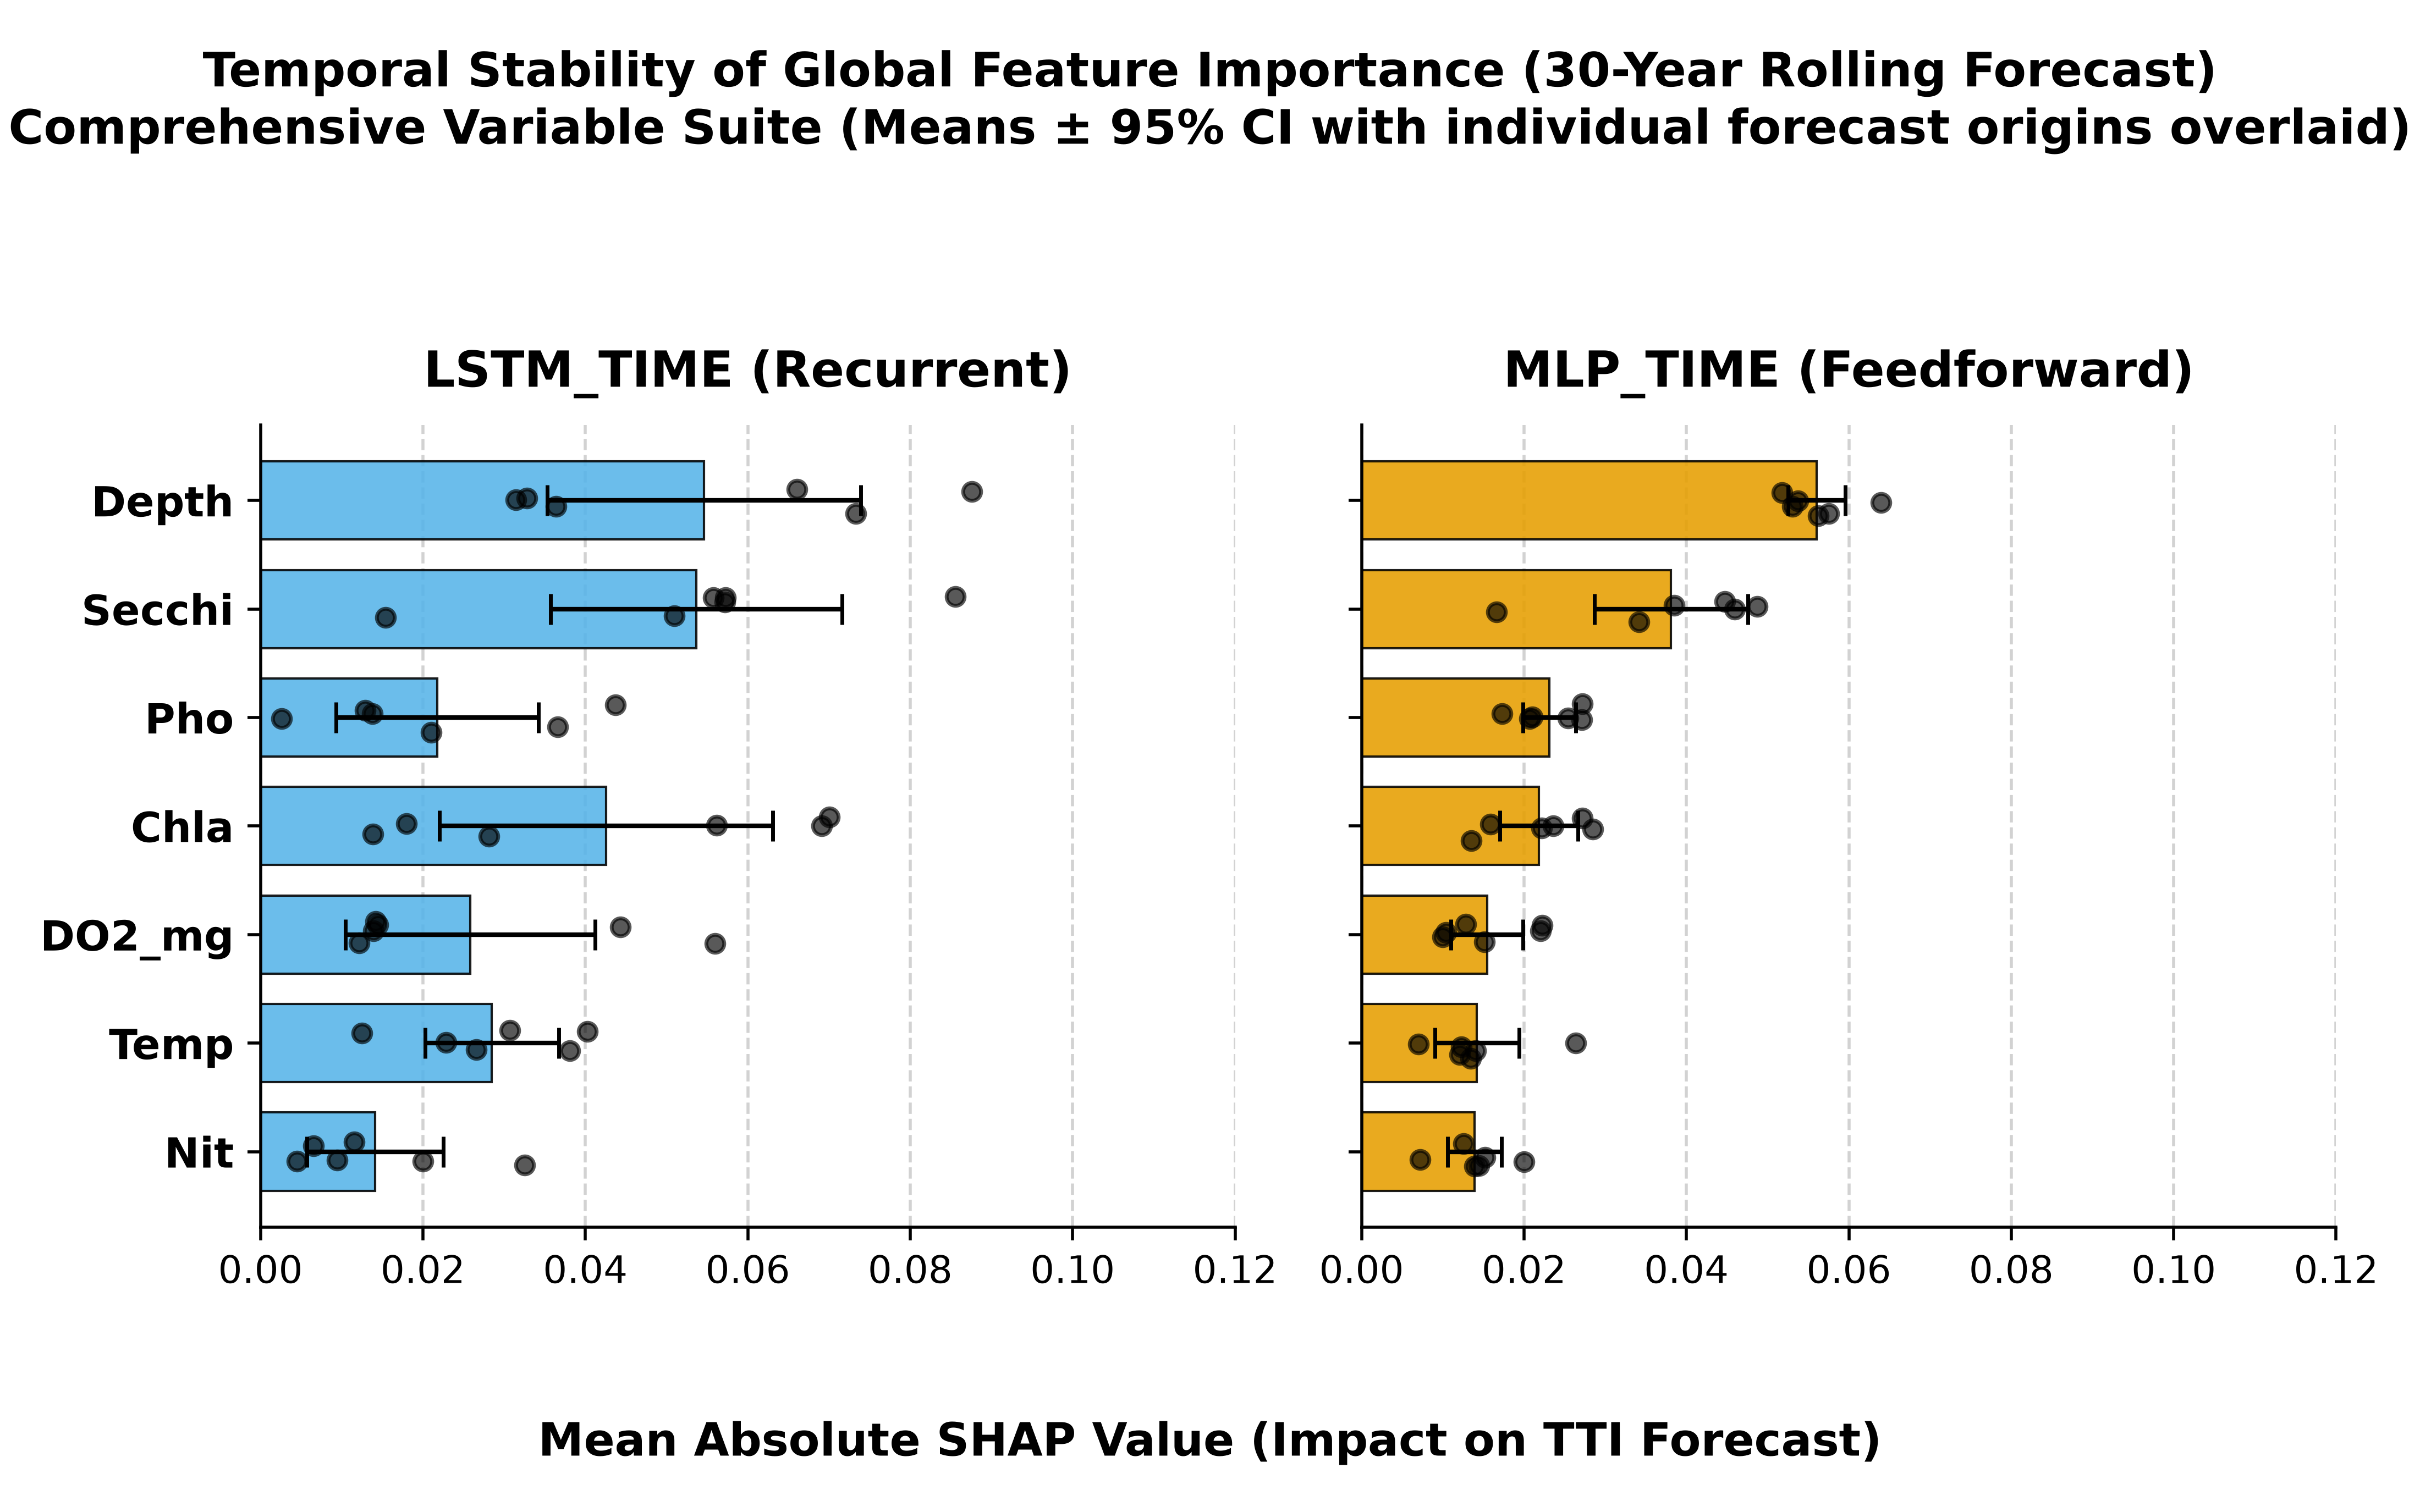 Temporal Stability of Global Feature Importance (30-Year Rolling Forecast)
Comprehensive Variable Suite (Means ± 95% CI with individual forecast origins overlaid)
LSTM_TIME (Recurrent)
MLP_TIME (Feedforward)
Depth
Secchi
Pho
Chla
DO2_mg
Temp
Nit
0.00 0.02 0.04 0.06 0.08 0.10 0.12
0.00 0.02 0.04 0.06 0.08 0.10 0.12
Mean Absolute SHAP Value (Impact on TTI Forecast)